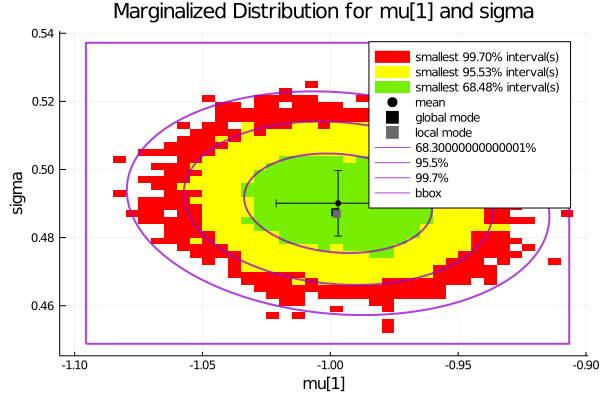 Marginalized Distribution for mu[1] and sigma
smallest 99.70% interval(s)
smallest 95.53% interval(s)
smallest 68.48% interval(s)
mean
global mode
local mode
68.30000000000001%
95.5%
99.7%
bbox
sigma
0.54
0.52
0.50
0.48
0.46
-1.10
-1.05
-1.00
-0.95
-0.90
mu[1]